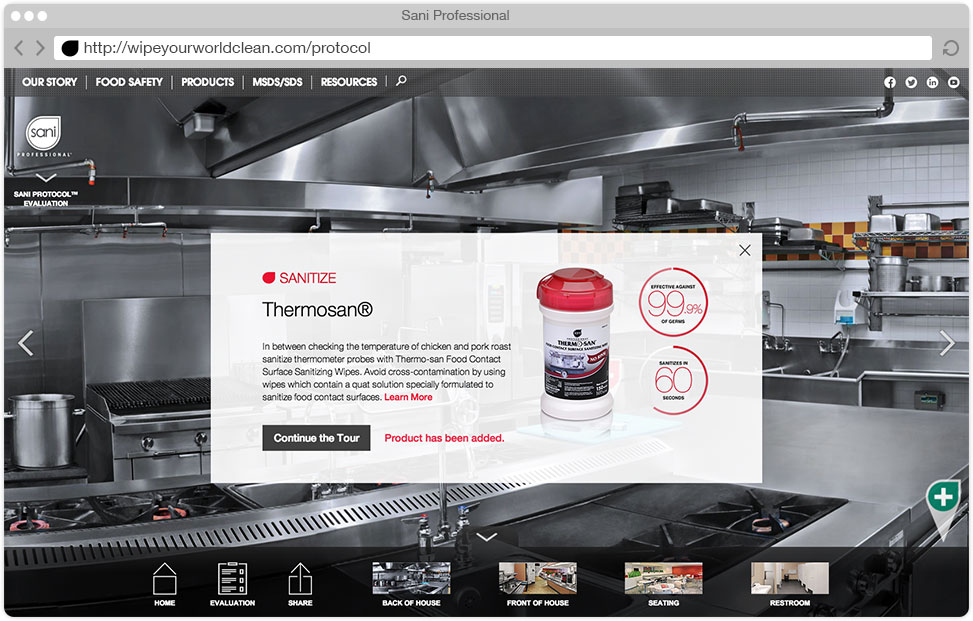 Sani Professional
http://wipeyourworldclean.com/protocol
OUR STORY
FOOD SAFETY
PRODUCTS
MSDS/SDS
RESOURCES
sani
PROFESSIONAL
SANI PROTOCOL™
EVALUATION
SANITIZE
Thermosan®
In between checking the temperature of chicken and pork roast
sanitize thermometer probes with Thermo-san Food Contact
Surface Sanitizing Wipes. Avoid cross-contamination by using
wipes which contain a quat solution specially formulated to
sanitize food contact surfaces. Learn More
Continue the Tour
Product has been added.
sani
THERMO-SAN
NO RINSE
EFFECTIVE AGAINST
99.9%
OF GERMS
SANITIZES IN
60
SECONDS
HOME
EVALUATION
SHARE
BACK OF HOUSE
FRONT OF HOUSE
SEATING
RESTROOM